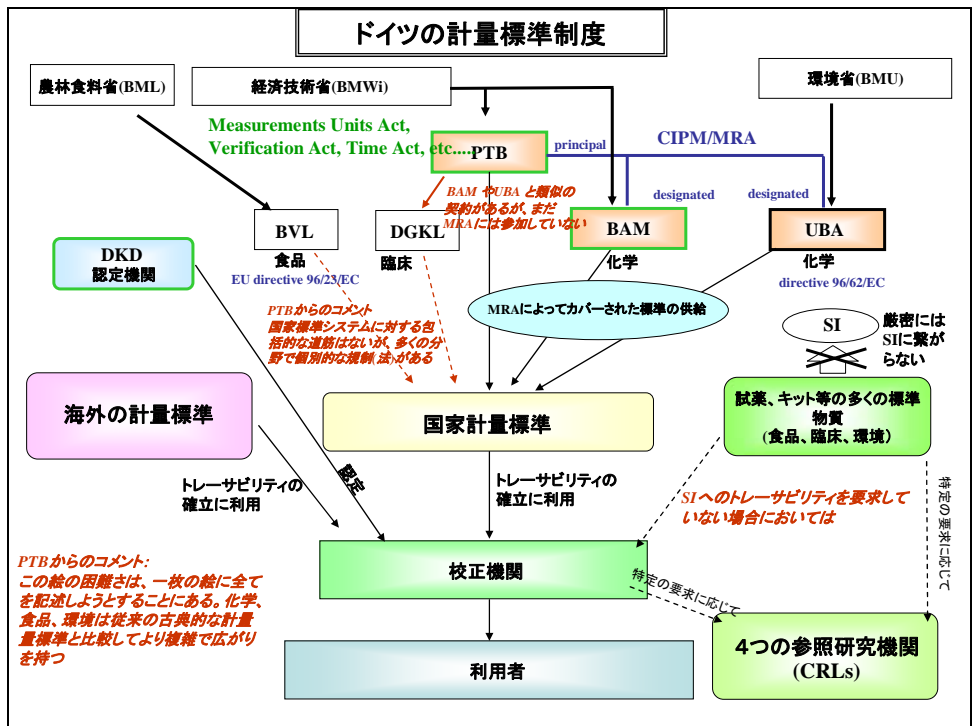 ドイツの計量標準制度
農林食料省(BML)
経済技術省(BMWi)
環境省(BMU)
Measurements Units Act,
Verification Act, Time Act, etc.....
PTB
principal
CIPM/MRA
designated
designated
BAM やUBA と類似の
契約があるが、まだ
MRAには参加していない
BVL
食品
EU directive 96/23/EC
DGKL
臨床
BAM
化学
UBA
化学
directive 96/62/EC
DKD
認定機関
MRAによってカバーされた標準の供給
PTBからのコメント
国家標準システムに対する包
括的な道筋はないが、多くの分
野で個別的な規制(法)がある
SI
厳密には
SIに繋が
らない
海外の計量標準
国家計量標準
試薬、キット等の多くの標準
物質
(食品、臨床、環境)
トレーサビリティの
確立に利用
認定
トレーサビリティの
確立に利用
SIへのトレーサビリティを要求して
いない場合においては
特定の要求に応じて
PTBからのコメント:
この絵の困難さは、一枚の絵に全て
を記述しようとすることにある。化学、
食品、環境は従来の古典的な計量
量標準と比較してより複雑で広がり
を持つ
校正機関
特定の要求に応じて
利用者
4つの参照研究機関
(CRLs)